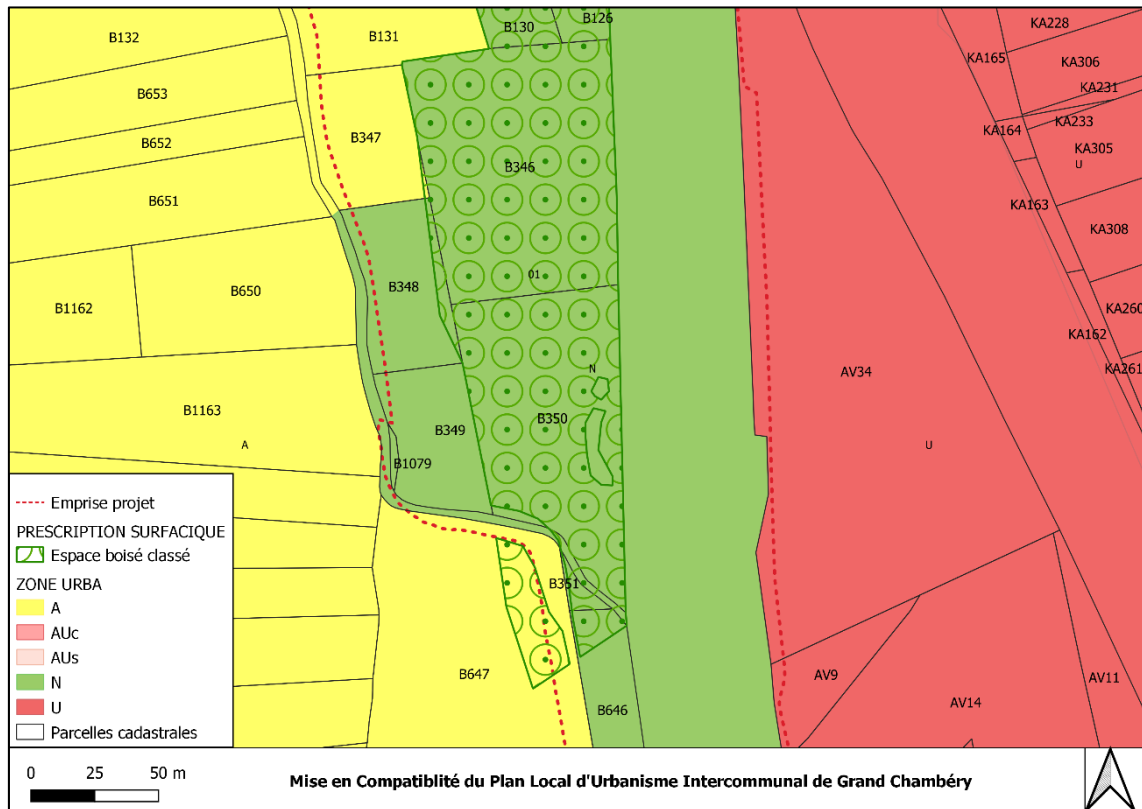 B132
B131
B130
B126
KA228
KA165
KA306
KA231
B653
B652
B347
B346
KA164
KA233
KA305
U
B651
KA163
KA308
B650
B1162
B348
01
KA260
KA162
KA261
AV34
N
B1163
B350
B349
A
U
B1079
B351
B647
B646
AV9
AV14
AV11
Emprise projet
PRESCRIPTION SURFACIQUE
Espace boisé classé
ZONE URBA
A
AUc
AUs
N
U
Parcelles cadastrales
0 25 50 m
Mise en Compatiblité du Plan Local d'Urbanisme Intercommunal de Grand Chambéry